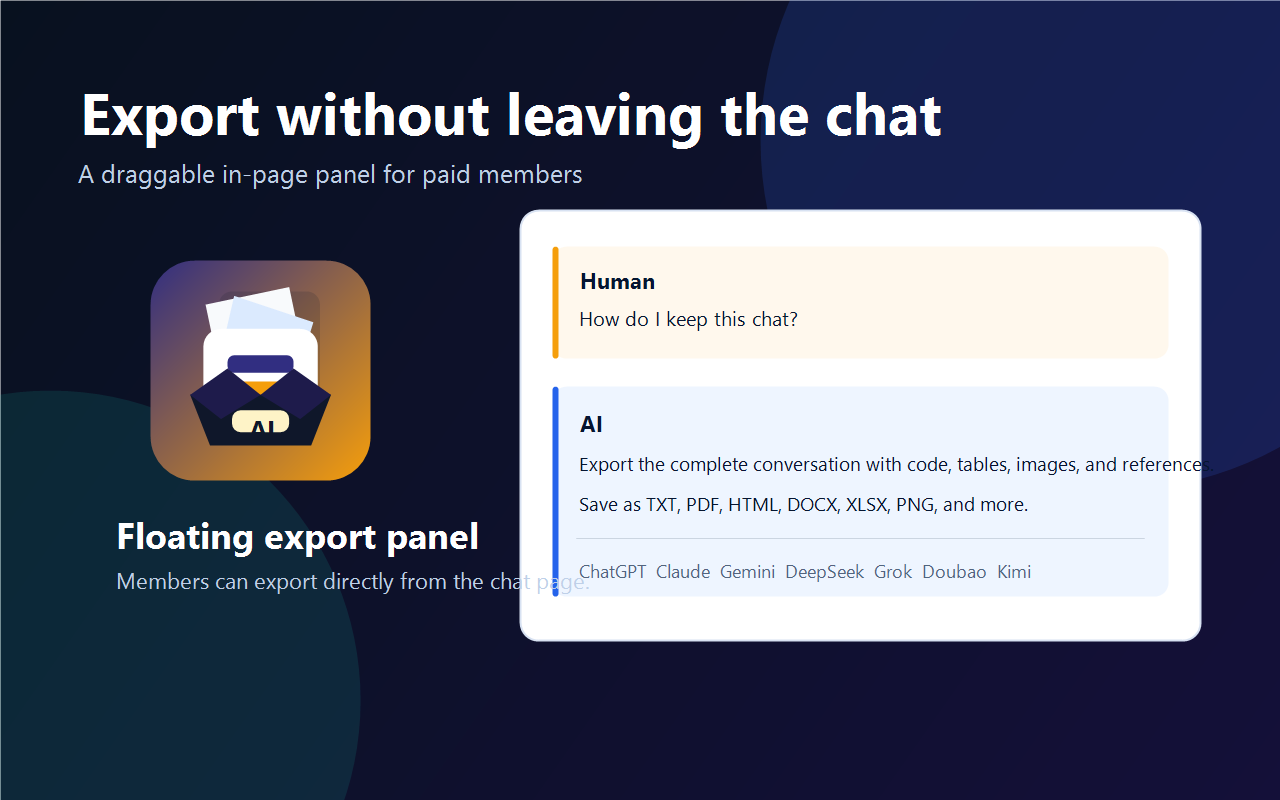 Export without leaving the chat
A draggable in-page panel for paid members
Human
How do I keep this chat?
AI
Export the complete conversation with code, tables, images, and references.
Save as TXT, PDF, HTML, DOCX, XLSX, PNG, and more.
ChatGPT Claude Gemini DeepSeek Grok Doubao Kimi
AI
Floating export panel
Members can export directly from the chat page.